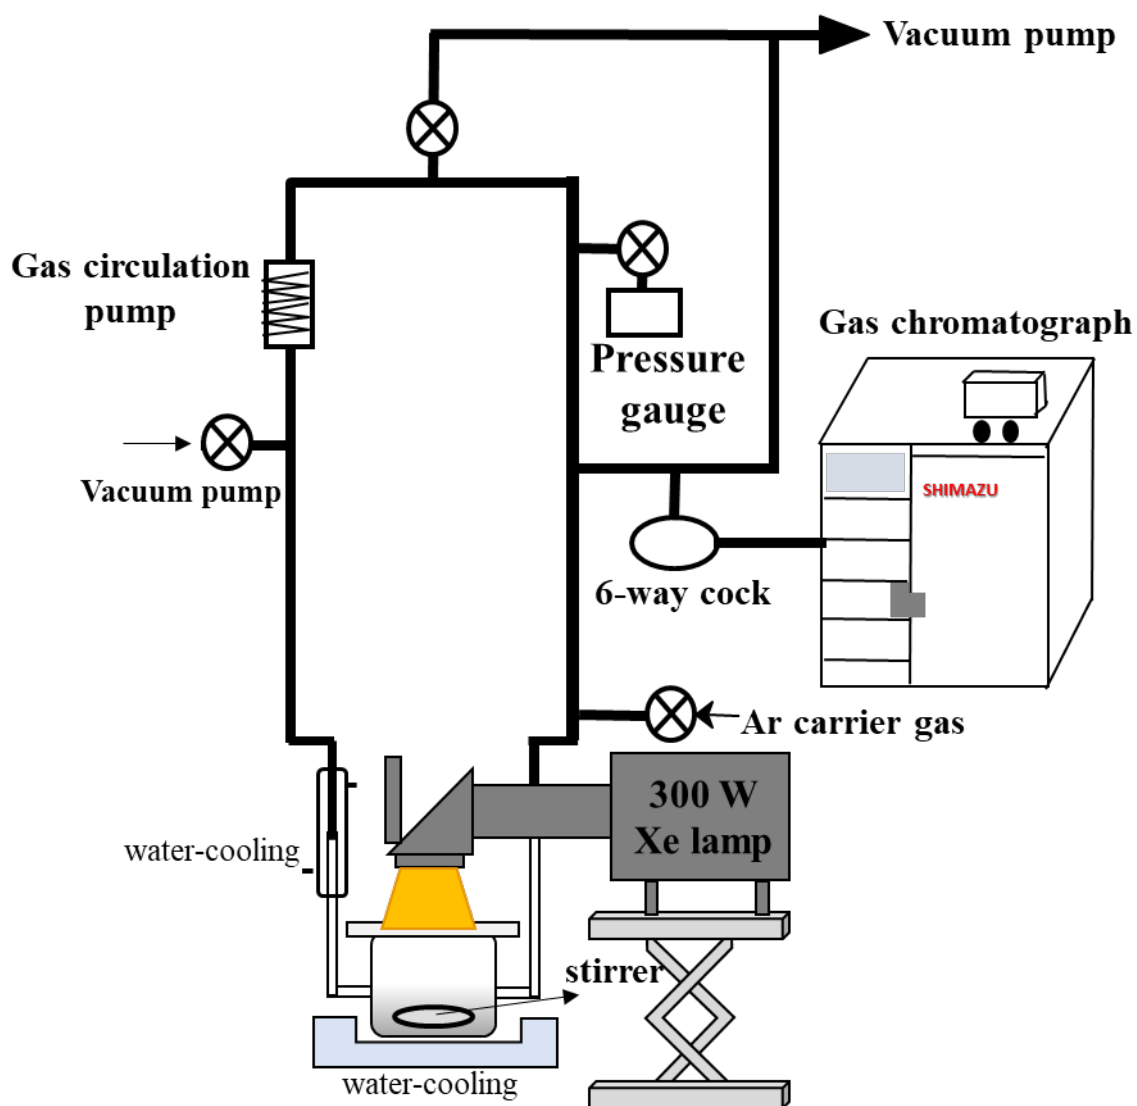 Vacuum pump
Gas circulation
pump
Pressure
gauge
Gas chromatograph
SHIMAZU
Vacuum pump
6-way cock
Ar carrier gas
300 W
Xe lamp
water-cooling
stirrer
water-cooling